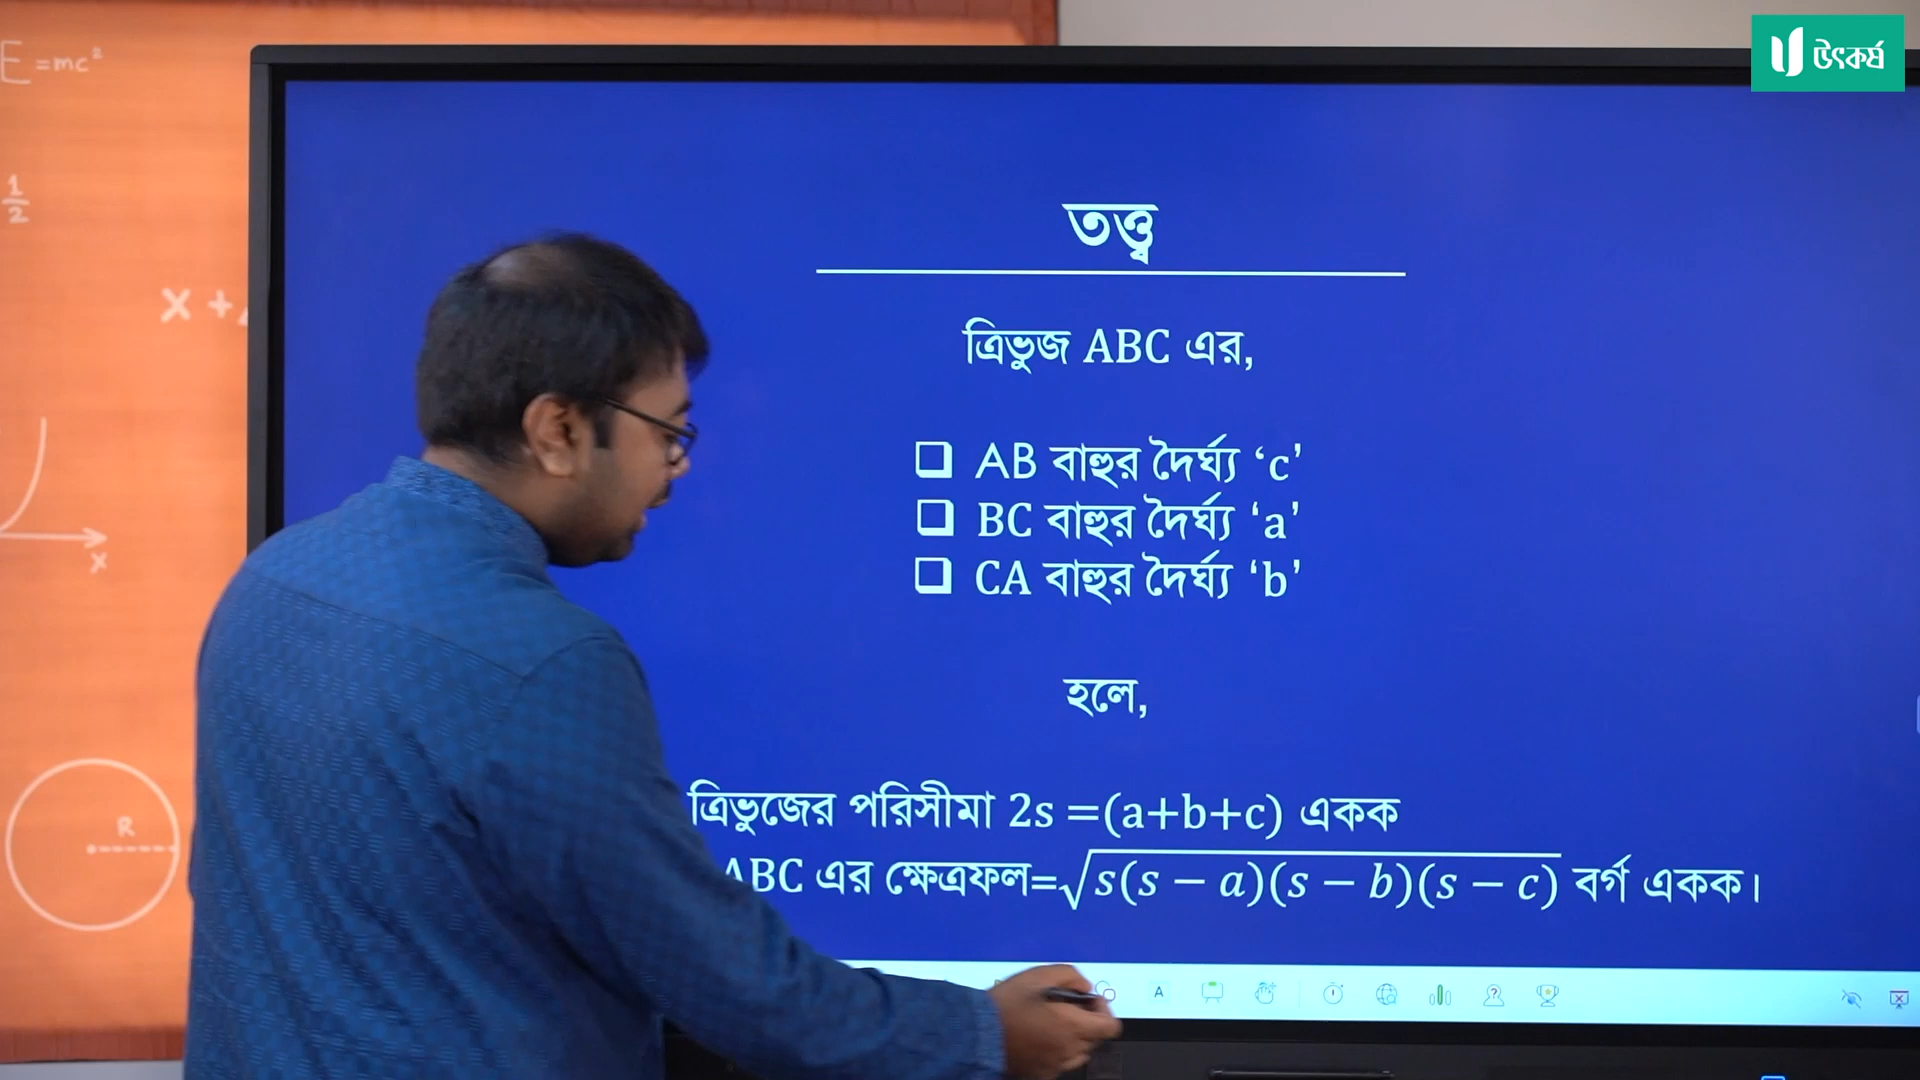 উৎকর্ষ
E=mc²
1/2
x +
x
R
তত্ত্ব
ত্রিভুজ ABC এর,
❑ AB বাহুর দৈর্ঘ্য ‘c’
❑ BC বাহুর দৈর্ঘ্য ‘a’
❑ CA বাহুর দৈর্ঘ্য ‘b’
হলে,
ত্রিভুজের পরিসীমা 2s =(a+b+c) একক
ABC এর ক্ষেত্রফল=√s(s − a)(s − b)(s − c) বর্গ একক।
A